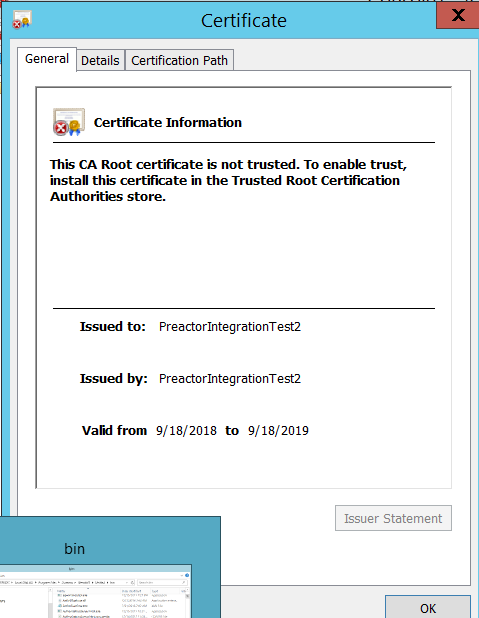 Certificate
General
Details
Certification Path
Certificate Information
This CA Root certificate is not trusted. To enable trust,
install this certificate in the Trusted Root Certification
Authorities store.
Issued to: PreactorIntegrationTest2
Issued by: PreactorIntegrationTest2
Valid from 9/18/2018 to 9/18/2019
Issuer Statement
bin
OK